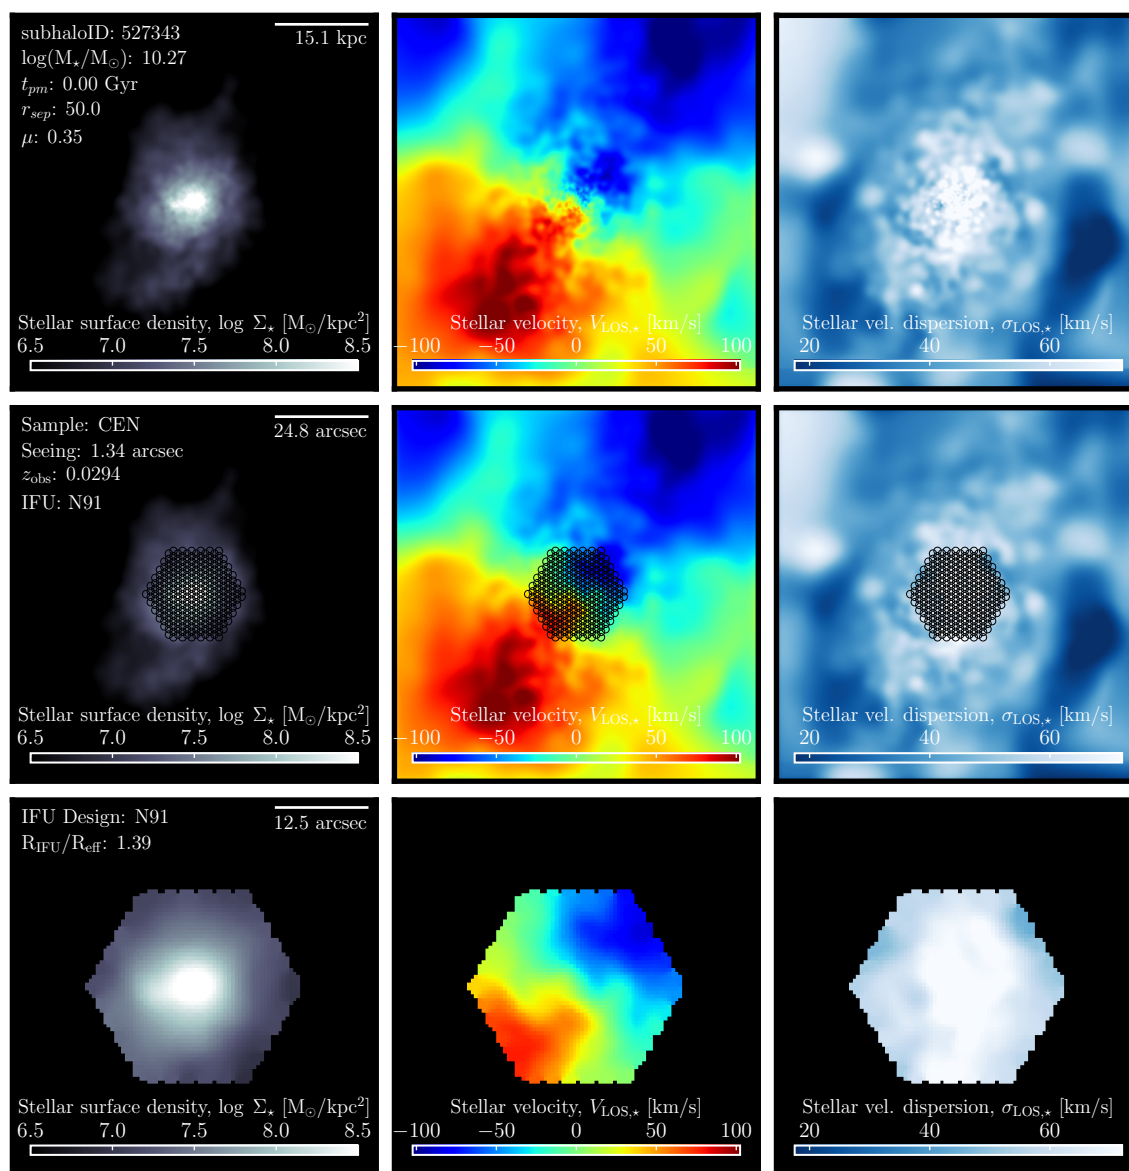 subhaloID: 527343
log(M⋆/M⊙): 10.27
t_pm: 0.00 Gyr
r_sep: 50.0
μ: 0.35
15.1 kpc
Stellar surface density, log Σ⋆ [M⊙/kpc²]
6.5 7.0 7.5 8.0 8.5
Stellar velocity, V_LOS,⋆ [km/s]
−100 −50 0 50 100
Stellar vel. dispersion, σ_LOS,⋆ [km/s]
20 40 60
Sample: CEN
Seeing: 1.34 arcsec
z_obs: 0.0294
IFU: N91
24.8 arcsec
Stellar surface density, log Σ⋆ [M⊙/kpc²]
6.5 7.0 7.5 8.0 8.5
Stellar velocity, V_LOS,⋆ [km/s]
−100 −50 0 50 100
Stellar vel. dispersion, σ_LOS,⋆ [km/s]
20 40 60
IFU Design: N91
R_IFU/R_eff: 1.39
12.5 arcsec
Stellar surface density, log Σ⋆ [M⊙/kpc²]
6.5 7.0 7.5 8.0 8.5
Stellar velocity, V_LOS,⋆ [km/s]
−100 −50 0 50 100
Stellar vel. dispersion, σ_LOS,⋆ [km/s]
20 40 60